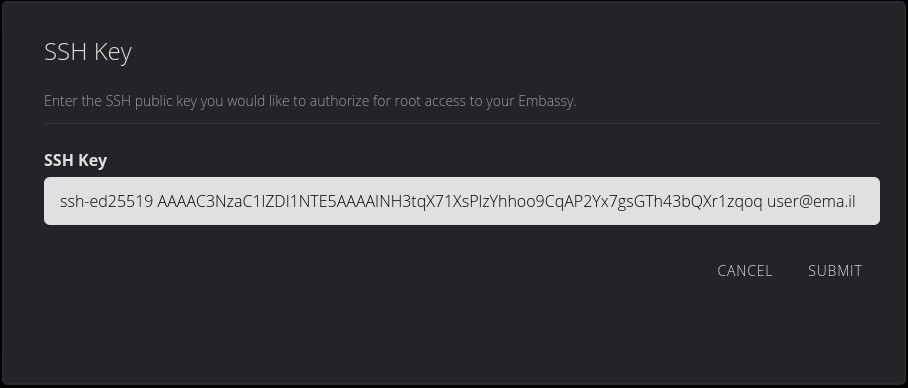 SSH Key
Enter the SSH public key you would like to authorize for root access to your Embassy.
SSH Key
ssh-ed25519 AAAAC3NzaC1lZDI1NTE5AAAAINH3tqX71XsPIzYhhoo9CqAP2Yx7gsGTh43bQXr1zqoq user@ema.il
CANCEL SUBMIT